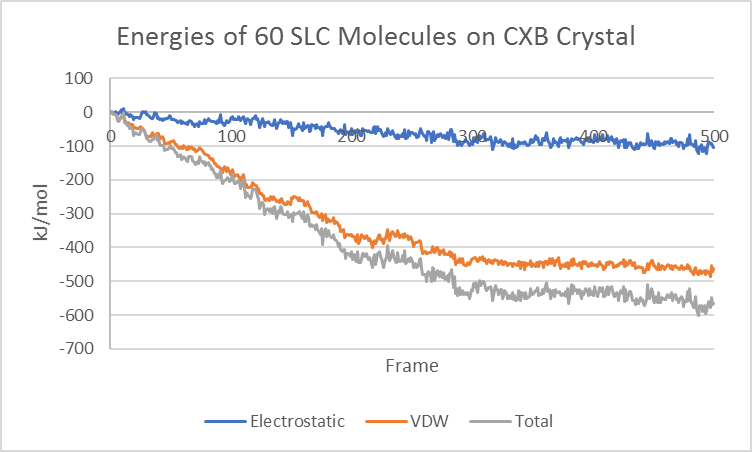 Energies of 60 SLC Molecules on CXB Crystal
100
0
-100
-200
-300
-400
-500
-600
-700
kJ/mol
0 100 200 300 400 500
Frame
Electrostatic VDW Total